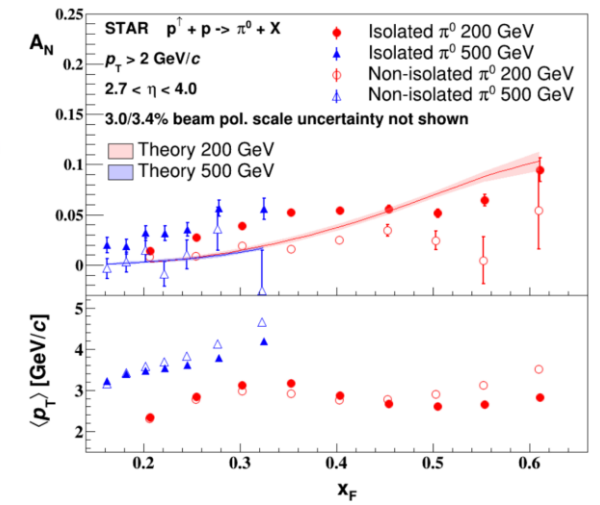 STAR p↑ + p -> π⁰ + X
p_T > 2 GeV/c
2.7 < η < 4.0
3.0/3.4% beam pol. scale uncertainty not shown
Isolated π⁰ 200 GeV
Isolated π⁰ 500 GeV
Non-isolated π⁰ 200 GeV
Non-isolated π⁰ 500 GeV
Theory 200 GeV
Theory 500 GeV
A_N
0.25
0.2
0.15
0.1
0.05
0
⟨p_T⟩ [GeV/c]
5
4
3
2
0.2 0.3 0.4 0.5 0.6
x_F